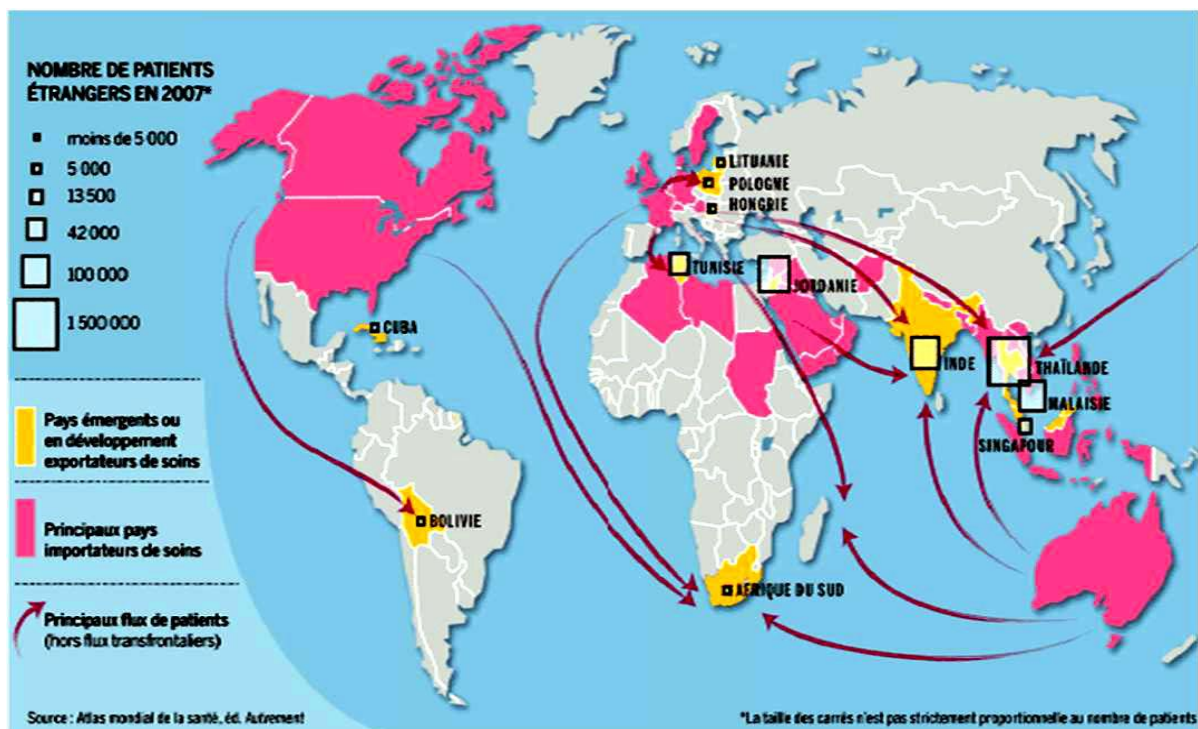 NOMBRE DE PATIENTS
ÉTRANGERS EN 2007*
moins de 5 000
5 000
13 500
42 000
100 000
1 500 000
Pays émergents ou
en développement
exportateurs de soins
Principaux pays
importateurs de soins
Principaux flux de patients
(hors flux transfrontaliers)
LITUANIE
POLOGNE
HONGRIE
TUNISIE
JORDANIE
CUBA
INDE
THAÏLANDE
MALAISIE
SINGAPOUR
BOLIVIE
AFRIQUE DU SUD
Source : Atlas mondial de la santé, éd. Autrement
*La taille des carrés n'est pas strictement proportionnelle au nombre de patients